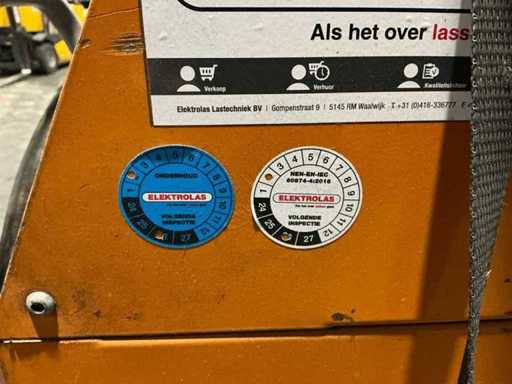 Als het over lass
Verkoop
Verhuur
Kwaliteitsbeheer
Elektrolas Lastechniek BV | Gompenstraat 9 | 5145 RM Waalwijk T +31 (0)416-336777
1 2 3 4 5 6 7 8 9 10 11 12
ONDERHOUD
ELEKTROLAS
VOLGENDE
INSPECTIE
24 25 27
1 2 3 4 5 6 7 8 9 10 11 12
NEN-EN-IEC
60974-4:2016
ELEKTROLAS
VOLGENDE
INSPECTIE
24 25 27